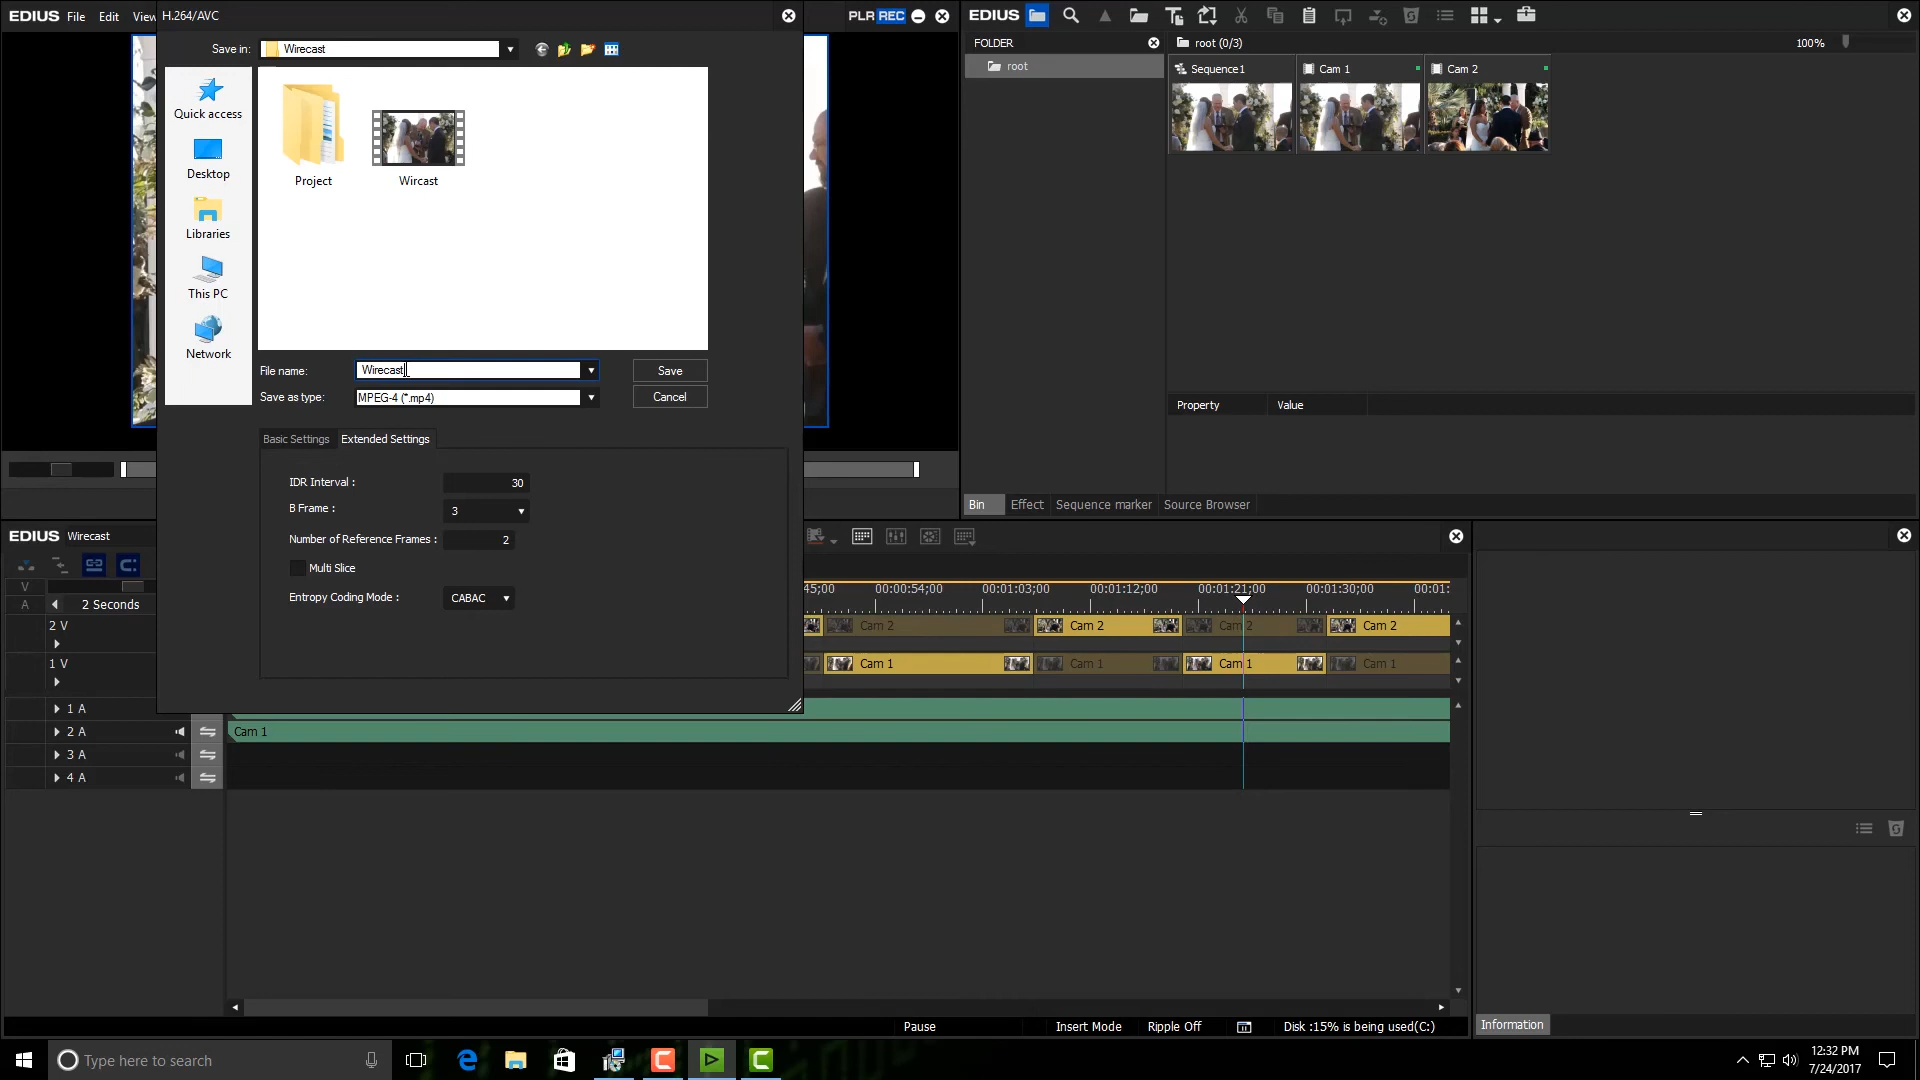 EDIUS File Edit View
H.264/AVC
PLR REC
EDIUS
Save in: Wirecast
FOLDER
root (0/3)
100%
root
Sequence1
Cam 1
Cam 2
Quick access
Desktop
Libraries
This PC
Network
Project
Wircast
File name: Wirecast
Save
Save as type: MPEG-4 (*.mp4)
Cancel
Property
Value
Basic Settings
Extended Settings
IDR Interval : 30
B Frame : 3
Number of Reference Frames : 2
Multi Slice
Entropy Coding Mode : CABAC
Bin
Effect
Sequence marker
Source Browser
EDIUS Wirecast
V
A
2 Seconds
45;00
00:00:54;00
00:01:03;00
00:01:12;00
00:01:21;00
00:01:30;00
00:01:
2 V
Cam 2
Cam 2
Cam 2
Cam 2
1 V
Cam 1
Cam 1
Cam 1
Cam 1
1 A
2 A
Cam 1
3 A
4 A
Pause
Insert Mode
Ripple Off
Disk :15% is being used(C:)
Information
Type here to search
12:32 PM
7/24/2017